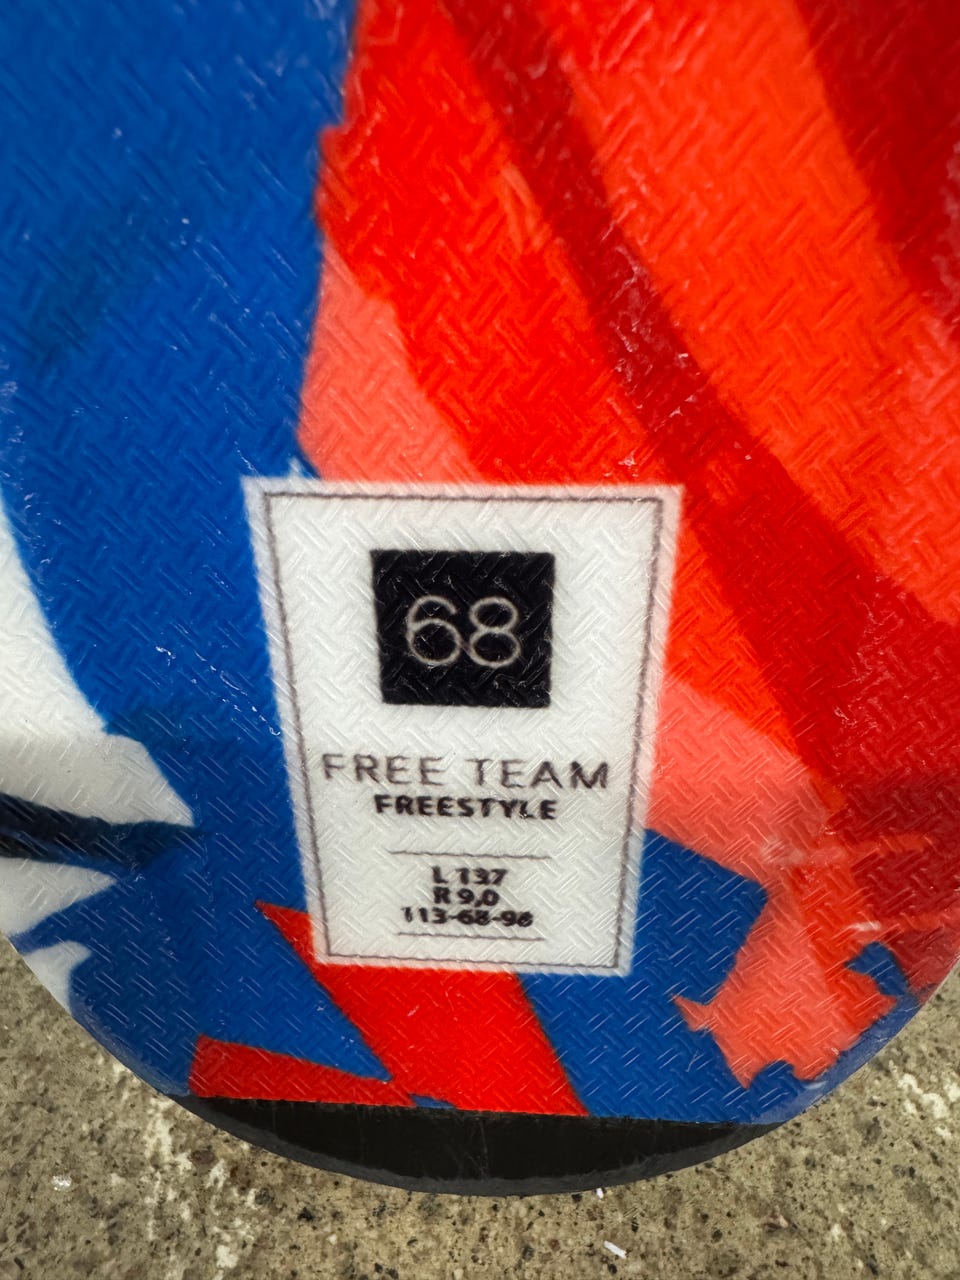 68
FREE TEAM
FREESTYLE
L 137
R 9,0
113-68-98